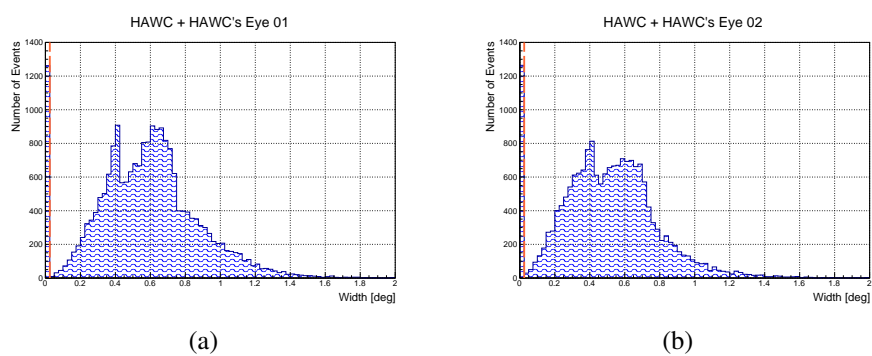 HAWC + HAWC's Eye 01
Number of Events
1400
1200
1000
800
600
400
200
0
0 0.2 0.4 0.6 0.8 1 1.2 1.4 1.6 1.8 2
Width [deg]
(a)
HAWC + HAWC's Eye 02
Number of Events
1400
1200
1000
800
600
400
200
0
0 0.2 0.4 0.6 0.8 1 1.2 1.4 1.6 1.8 2
Width [deg]
(b)